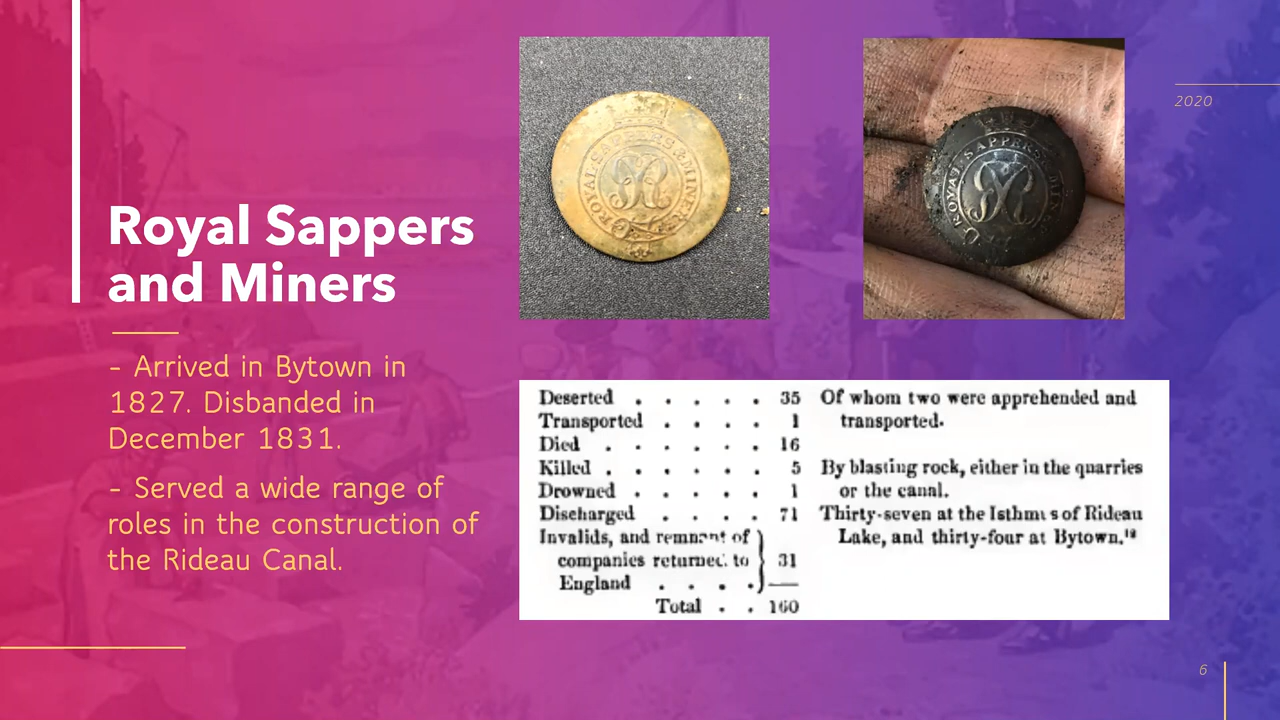 2020
Royal Sappers
and Miners
- Arrived in Bytown in
1827. Disbanded in
December 1831.
- Served a wide range of
roles in the construction of
the Rideau Canal.
ROYAL SAPPERS & MINERS
ROYAL SAPPERS & MINERS
Deserted . . . . . 35 Of whom two were apprehended and
Transported . . . . 1 transported.
Died . . . . . . 16
Killed . . . . . . 5 By blasting rock, either in the quarries
Drowned . . . . . 1 or the canal.
Discharged . . . . 71 Thirty-seven at the Isthmus of Rideau
Invalids, and remnant of Lake, and thirty-four at Bytown.¹²
companies returned to 31
England . . . .
Total . . 160
6